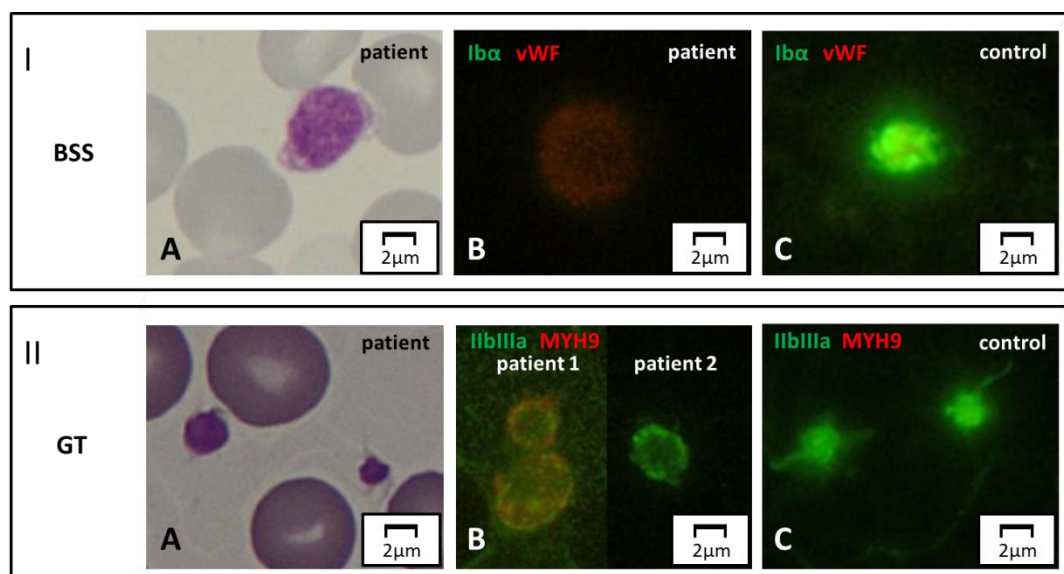 I
BSS
patient
A
2µm
Ibα vWF patient
B
2µm
Ibα vWF control
C
2µm
II
GT
patient
A
2µm
IIbIIIa MYH9
patient 1 patient 2
B
2µm
IIbIIIa MYH9 control
C
2µm